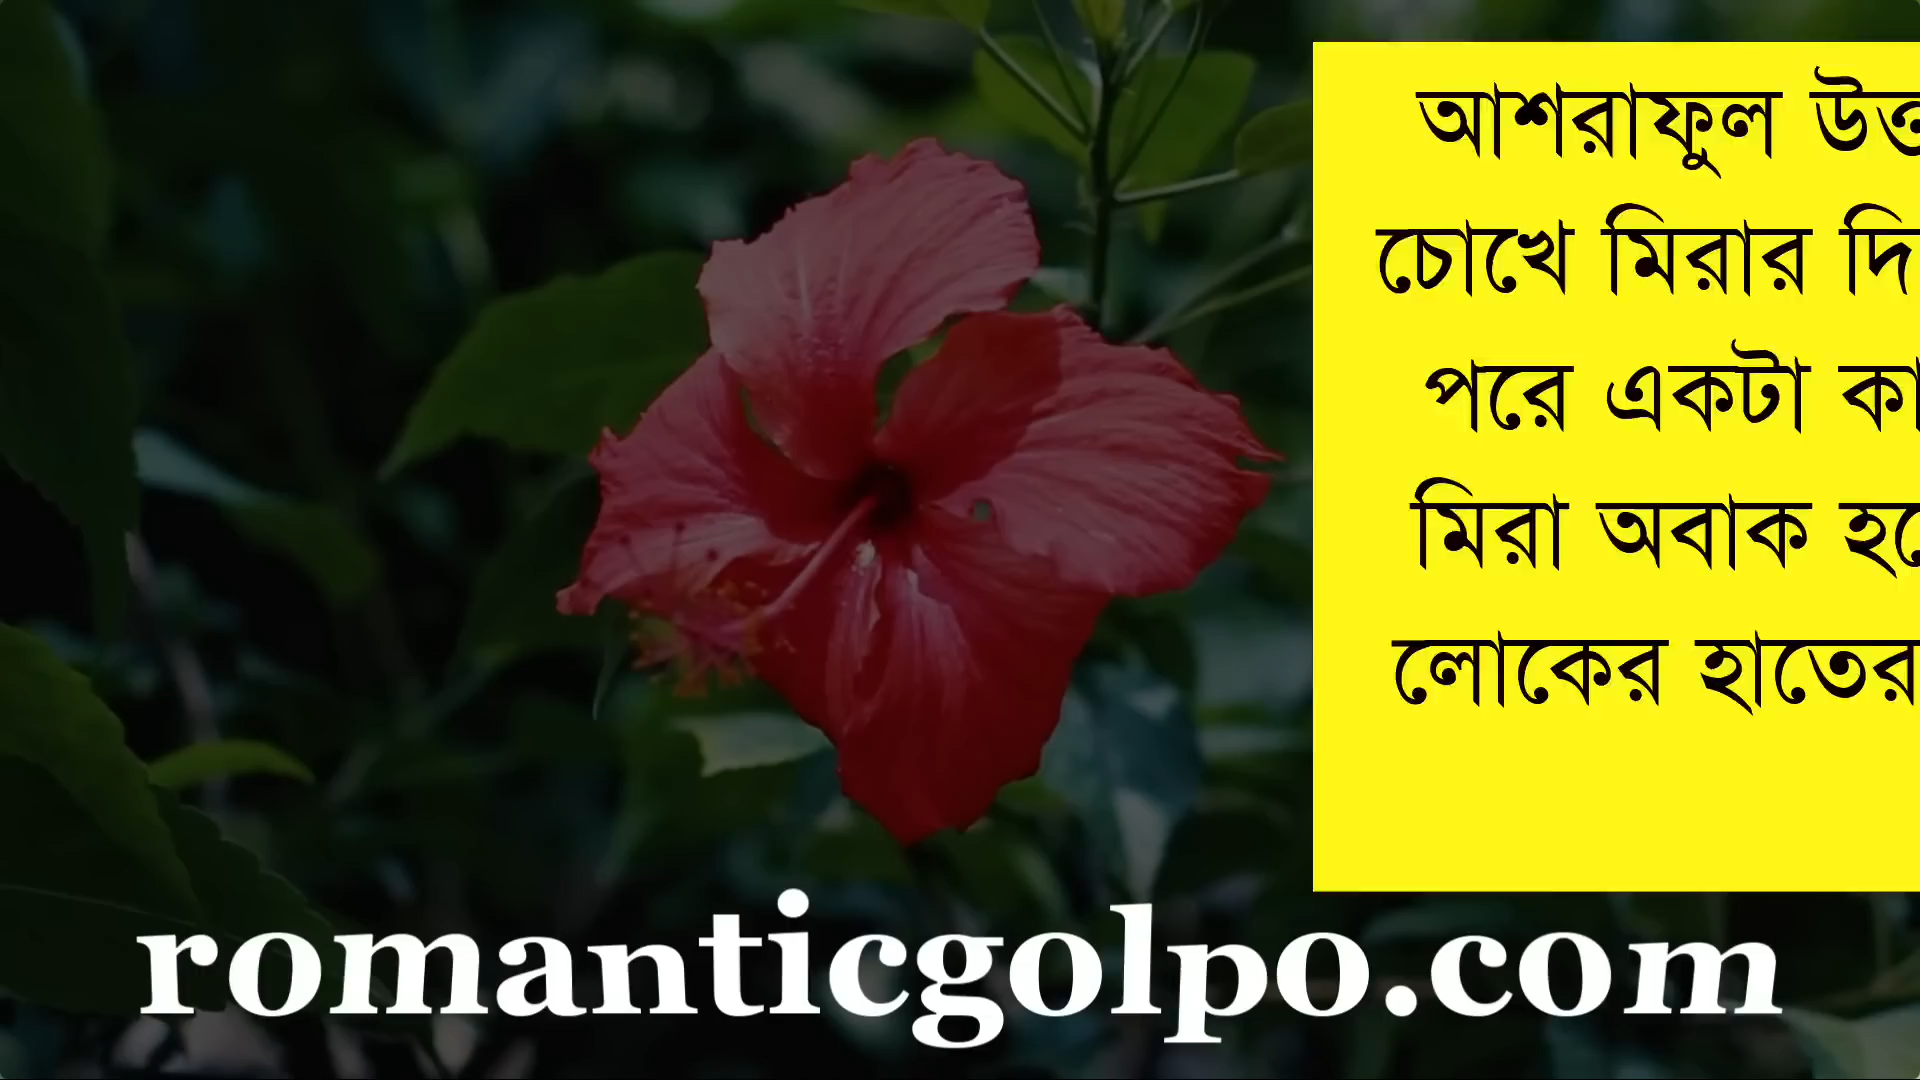 আশরাফুল
চোখে মিরার
পরে একটা
মিরা অবাক
লোকের হাতের
romanticgolpo.com